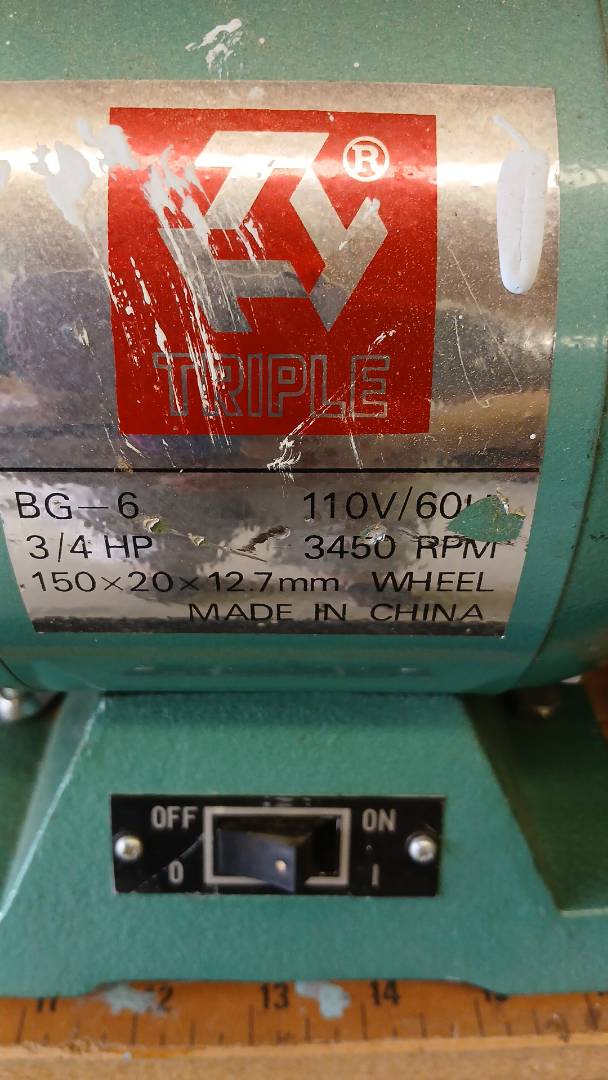 ®
TRIPLE
BG-6 110V/60
3/4 HP 3450 RPM
150×20×12.7mm WHEEL
MADE IN CHINA
OFF ON
O I
12 13 14